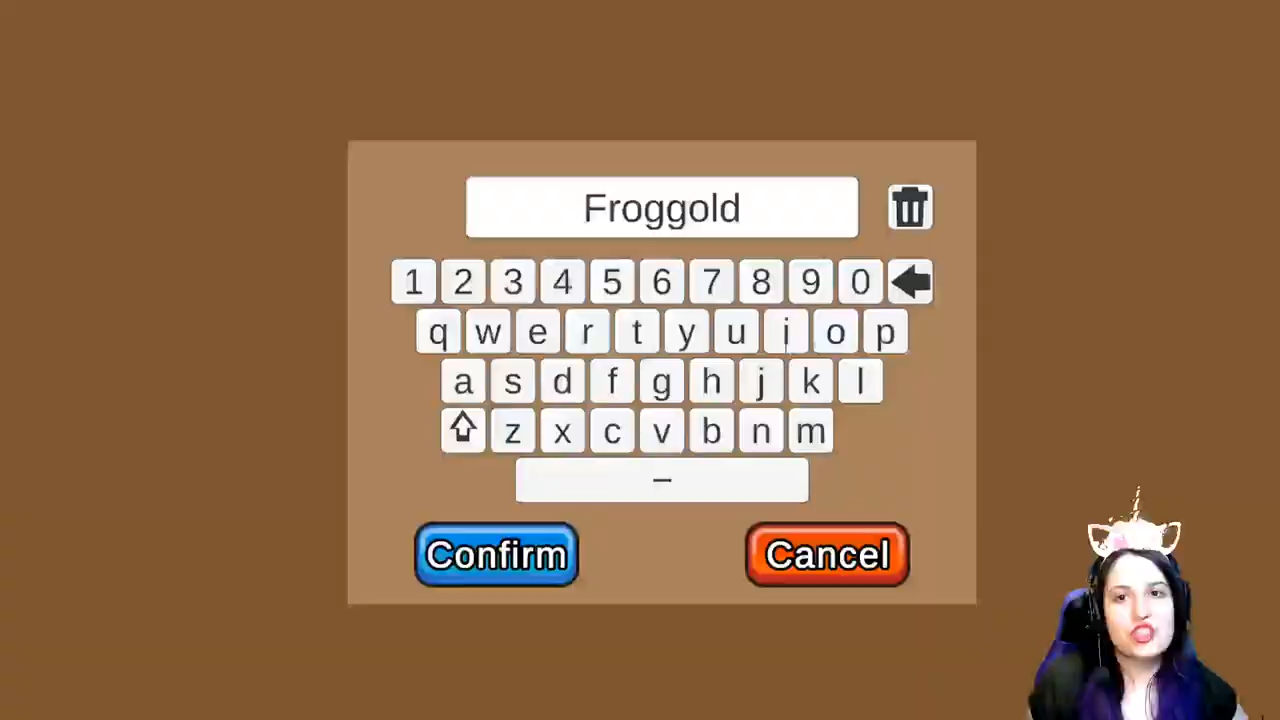 Froggold
1 2 3 4 5 6 7 8 9 0
q w e r t y u i o p
a s d f g h j k l
z x c v b n m
–
Confirm Cancel